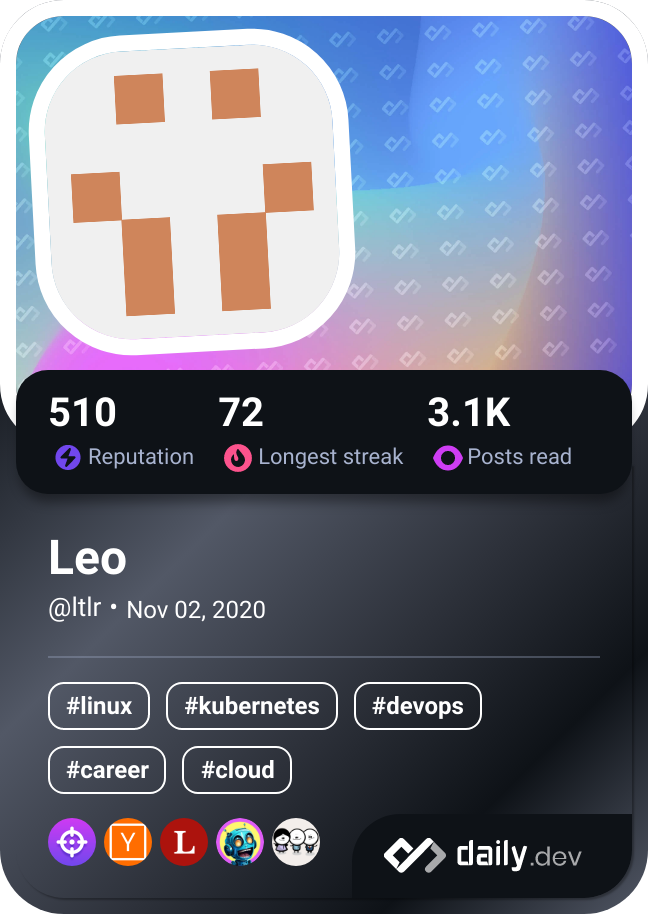 510 72 3.1K
Reputation Longest streak Posts read
Leo
@ltlr • Nov 02, 2020
#linux #kubernetes #devops
#career #cloud
Y L
daily.dev